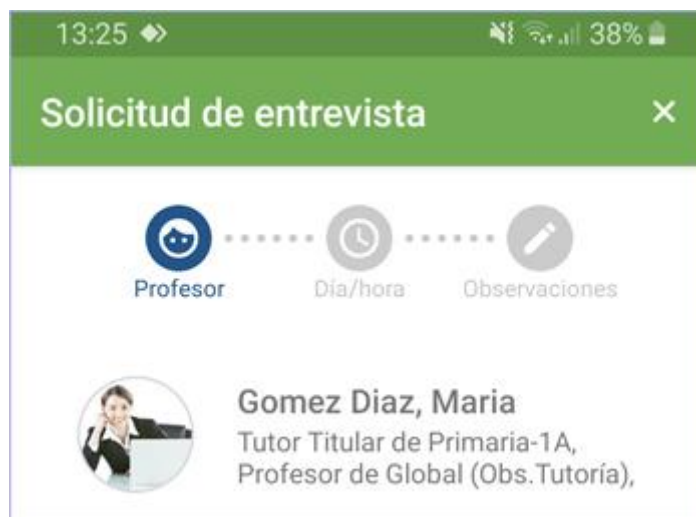 13:25 38%
Solicitud de entrevista
Profesor Día/hora Observaciones
Gomez Diaz, Maria
Tutor Titular de Primaria-1A,
Profesor de Global (Obs.Tutoría),